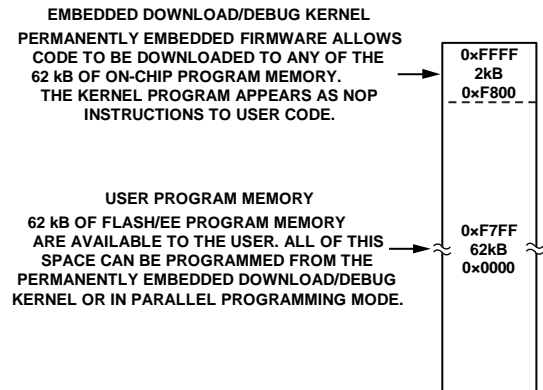 EMBEDDED DOWNLOAD/DEBUG KERNEL
PERMANENTLY EMBEDDED FIRMWARE ALLOWS
CODE TO BE DOWNLOADED TO ANY OF THE
62 kB OF ON-CHIP PROGRAM MEMORY.
THE KERNEL PROGRAM APPEARS AS NOP
INSTRUCTIONS TO USER CODE.
0×FFFF
2kB
0×F800
USER PROGRAM MEMORY
62 kB OF FLASH/EE PROGRAM MEMORY
ARE AVAILABLE TO THE USER. ALL OF THIS
SPACE CAN BE PROGRAMMED FROM THE
PERMANENTLY EMBEDDED DOWNLOAD/DEBUG
KERNEL OR IN PARALLEL PROGRAMMING MODE.
0×F7FF
62kB
0×0000